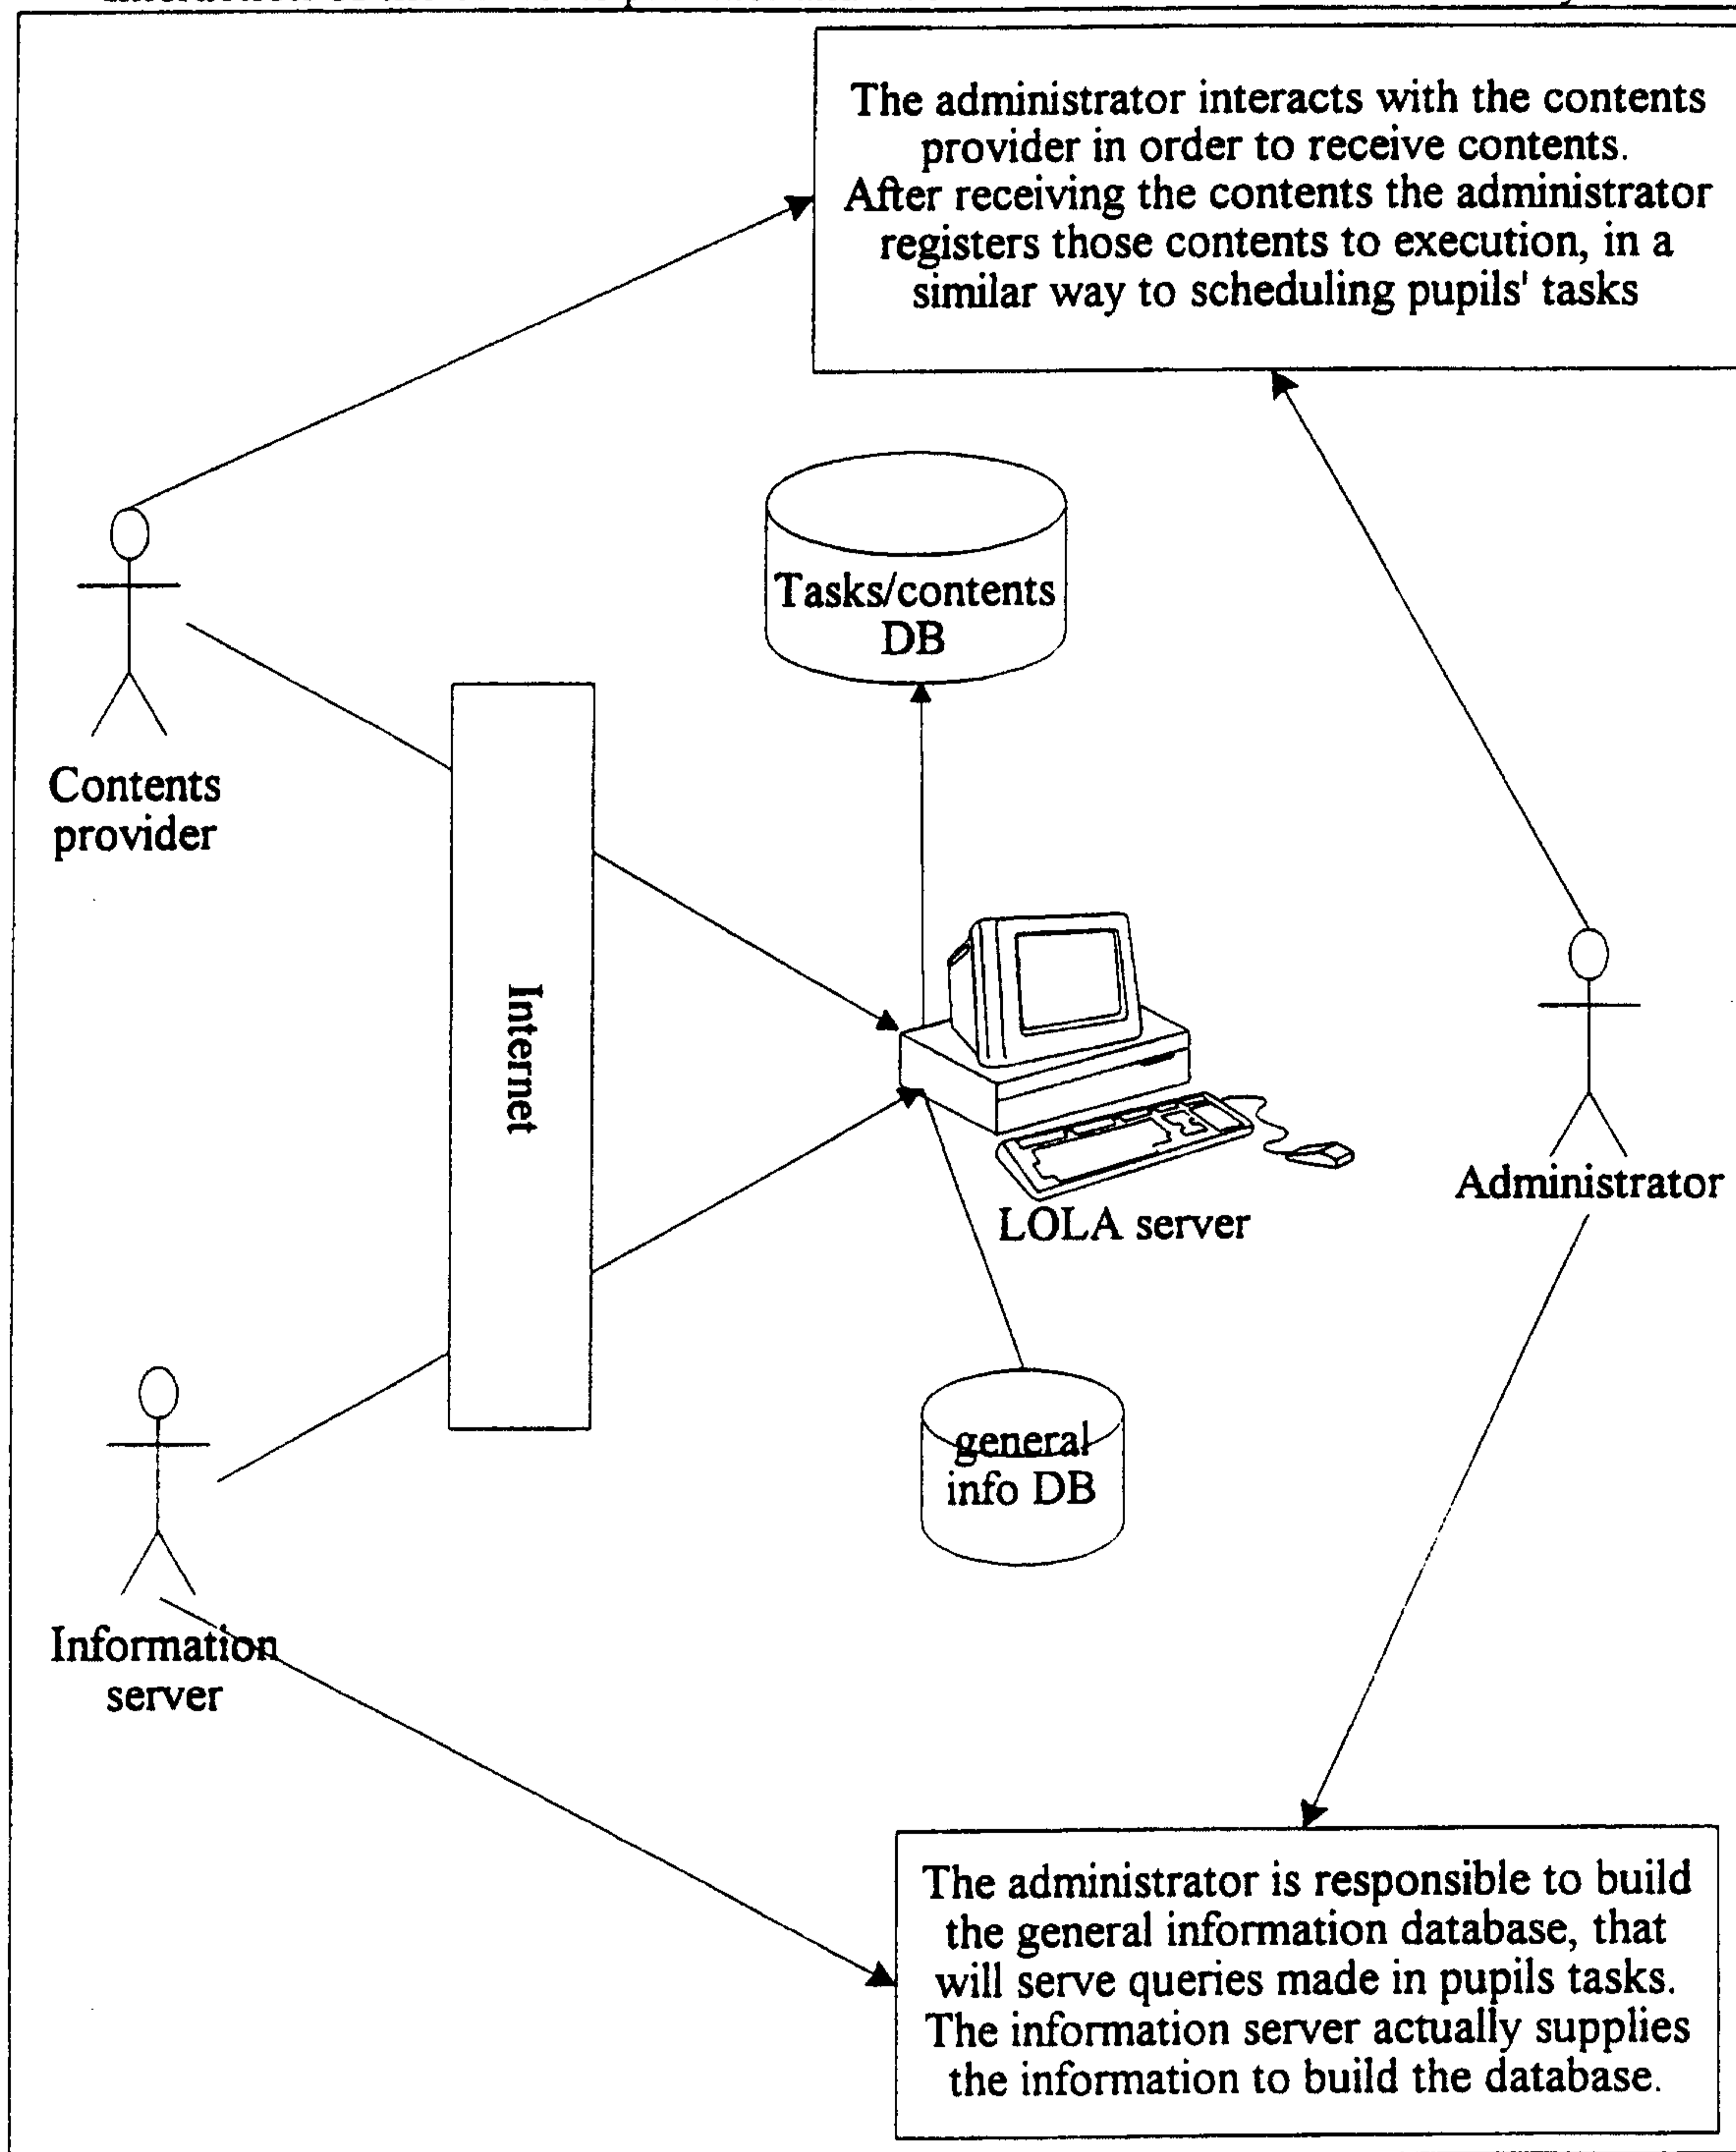 The administrator interacts with the contents
provider in order to receive contents.
After receiving the contents the administrator
registers those contents to execution, in a
similar way to scheduling pupils' tasks
Tasks/contents
DB
Contents
provider
Internet
LOLA server
Administrator
general
info DB
Information
server
The administrator is responsible to build
the general information database, that
will serve queries made in pupils tasks.
The information server actually supplies
the information to build the database.